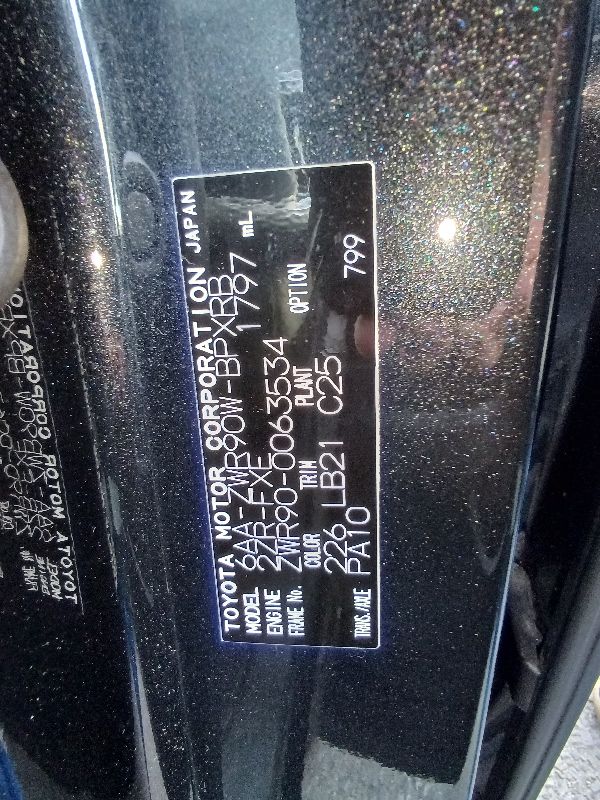 TOYOTA MOTOR CORPORATION JAPAN
MODEL 6AA-ZWR90W-BPXRB
ENGINE 2ZR-FXE 1797 mL
FRAME No. ZWR90-0063534
COLOR TRIM PLANT OPTION
226 LB21 C25 799
TRANS./AXLE PA10